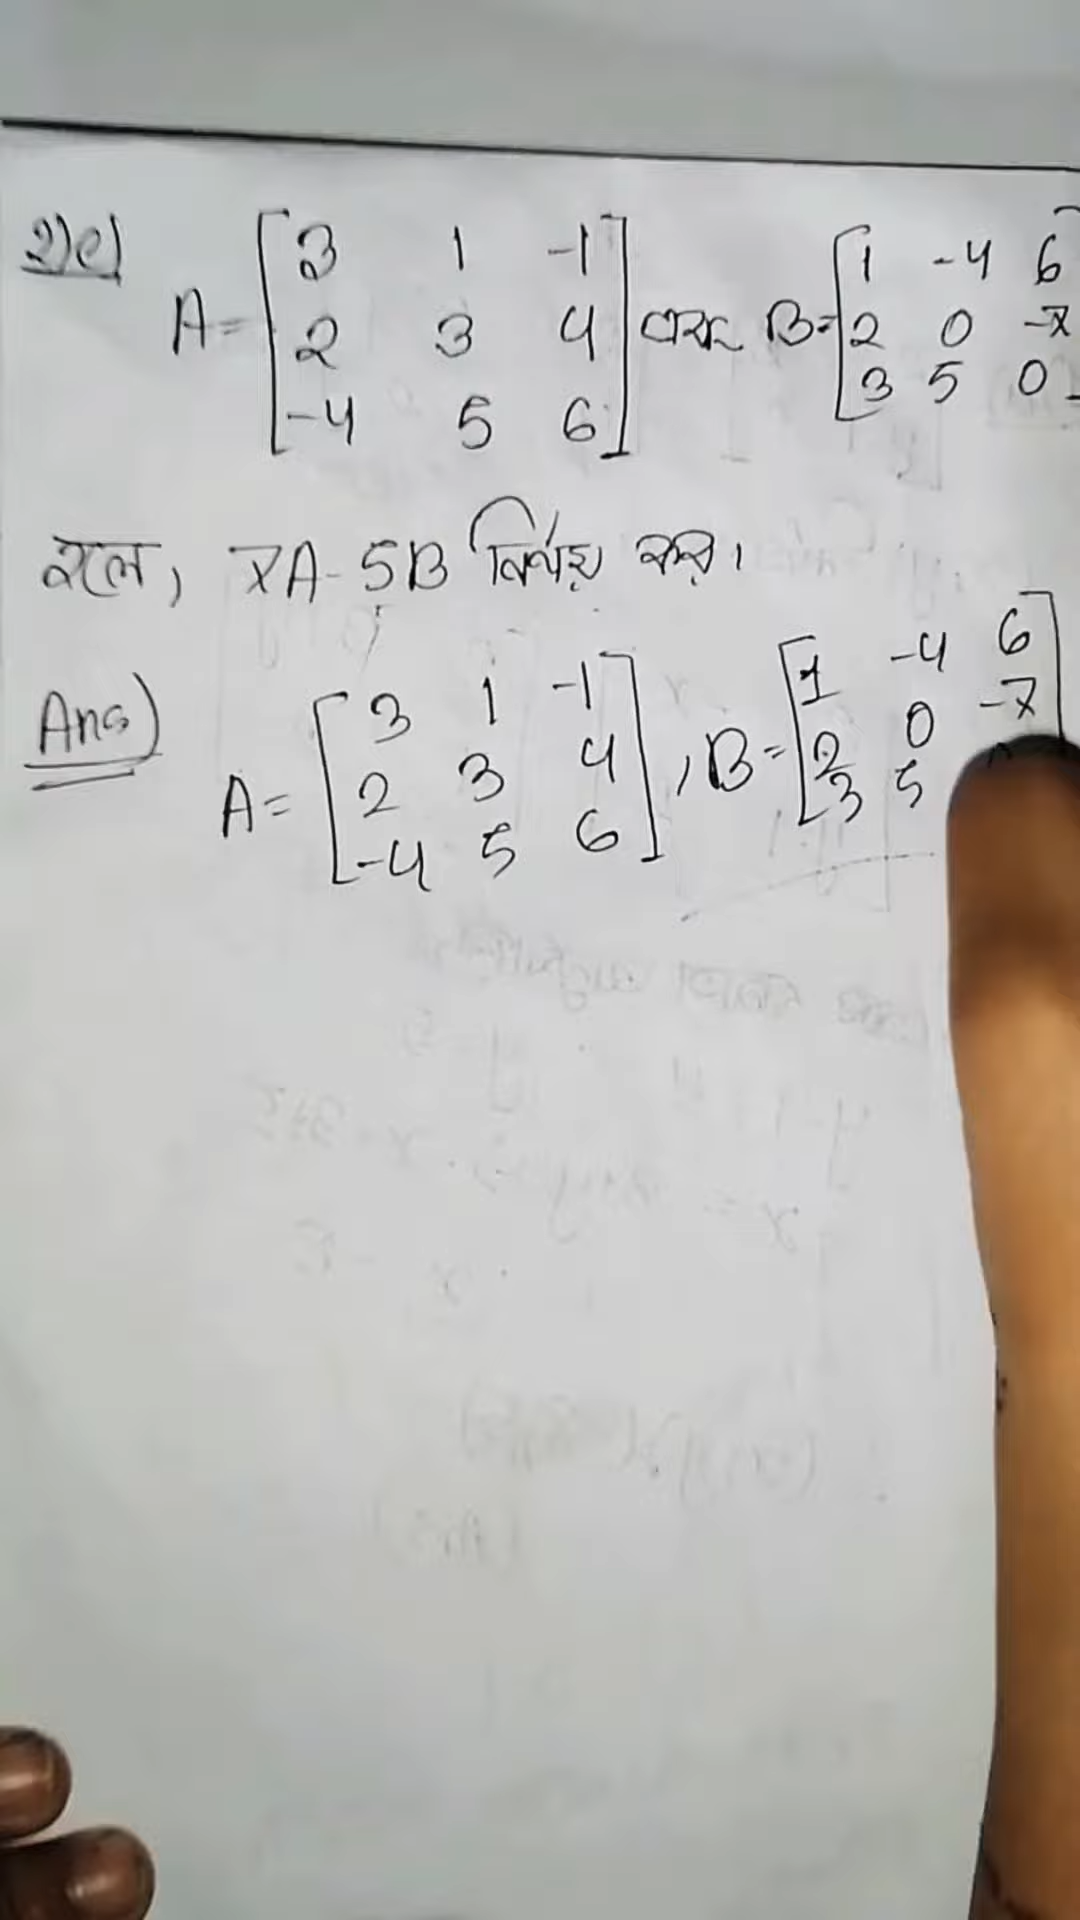 ২)e) A = [3 1 -1
2 3 4
-4 5 6] এবং B = [1 -4 6
2 0 -7
3 5 0]
হলে, 7A - 5B নির্ণয় কর।
Ans) A = [3 1 -1
2 3 4
-4 5 6], B = [1 -4 6
2 0 -7
3 5